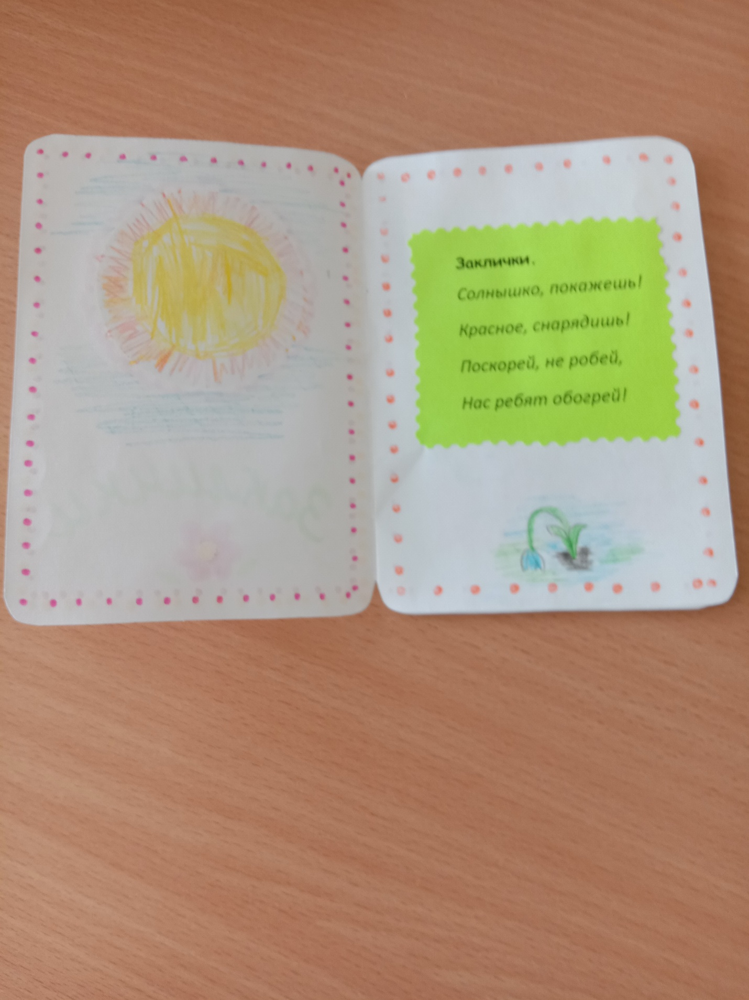 Заклички.
Солнышко, покажешь!
Красное, снарядишь!
Поскорей, не робей,
Нас ребят обогрей!